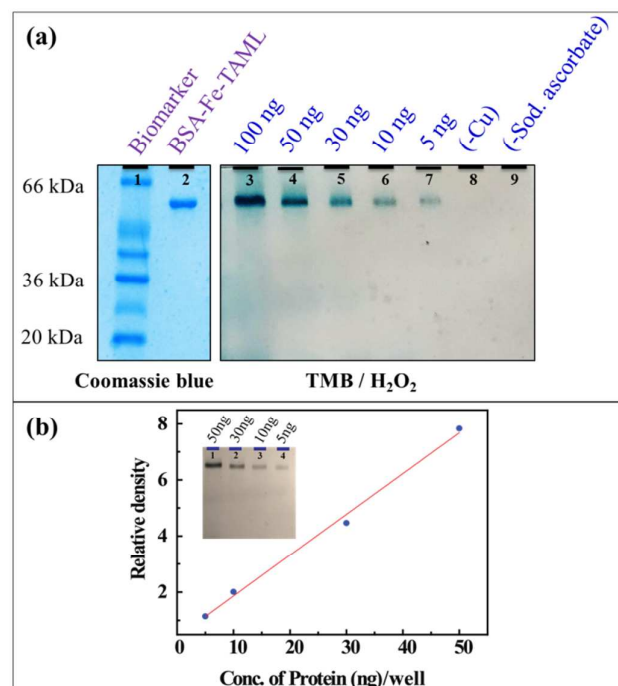 (a)
Biomarker
BSA-Fe-TAML
100 ng
50 ng
30 ng
10 ng
5 ng
(-Cu)
(-Sod. ascorbate)
1 2 3 4 5 6 7 8 9
66 kDa
36 kDa
20 kDa
Coomassie blue TMB / H₂O₂
(b)
50ng 30ng 10ng 5ng
1 2 3 4
Relative density
8
6
4
2
0 10 20 30 40 50
Conc. of Protein (ng)/well